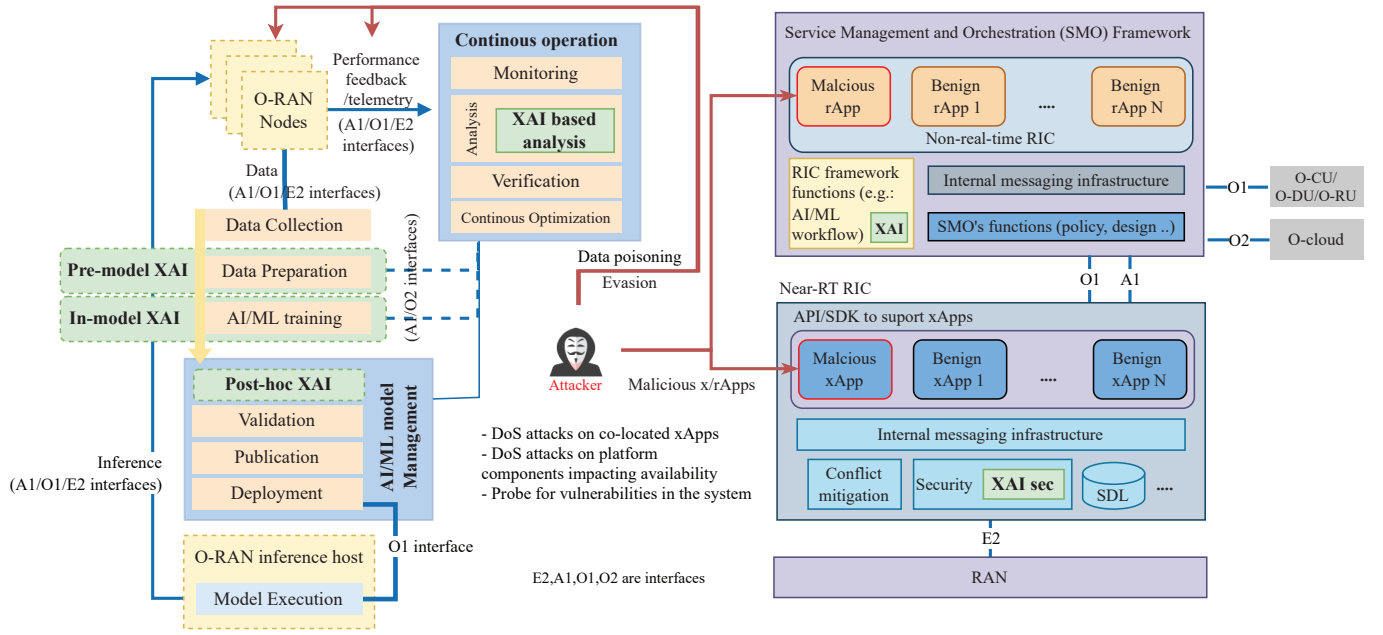 O-RAN
Nodes
Performance
feedback
/telemetry
(A1/O1/E2
interfaces)
Data
(A1/O1/E2 interfaces)
Data Collection
Pre-model XAI
Data Preparation
In-model XAI
AI/ML training
(A1/O2 interfaces)
Post-hoc XAI
Validation
Publication
Deployment
AI/ML model
Management
Inference
(A1/O1/E2 interfaces)
O1 interface
O-RAN inference host
Model Execution
Continous operation
Monitoring
Analysis
XAI based
analysis
Verification
Continous Optimization
Data poisoning
Evasion
Attacker
Malicious x/rApps
- DoS attacks on co-located xApps
- DoS attacks on platform
components impacting availability
- Probe for vulnerabilities in the system
E2,A1,O1,O2 are interfaces
Service Management and Orchestration (SMO) Framework
Malcious
rApp
Benign
rApp 1
....
Benign
rApp N
Non-real-time RIC
RIC framework
functions (e.g.:
AI/ML
workflow)
XAI
Internal messaging infrastructure
SMO's functions (policy, design ..)
O1
O-CU/
O-DU/O-RU
O2
O-cloud
O1
A1
Near-RT RIC
API/SDK to suport xApps
Malcious
xApp
Benign
xApp 1
....
Benign
xApp N
Internal messaging infrastructure
Conflict
mitigation
Security
XAI sec
SDL
....
E2
RAN